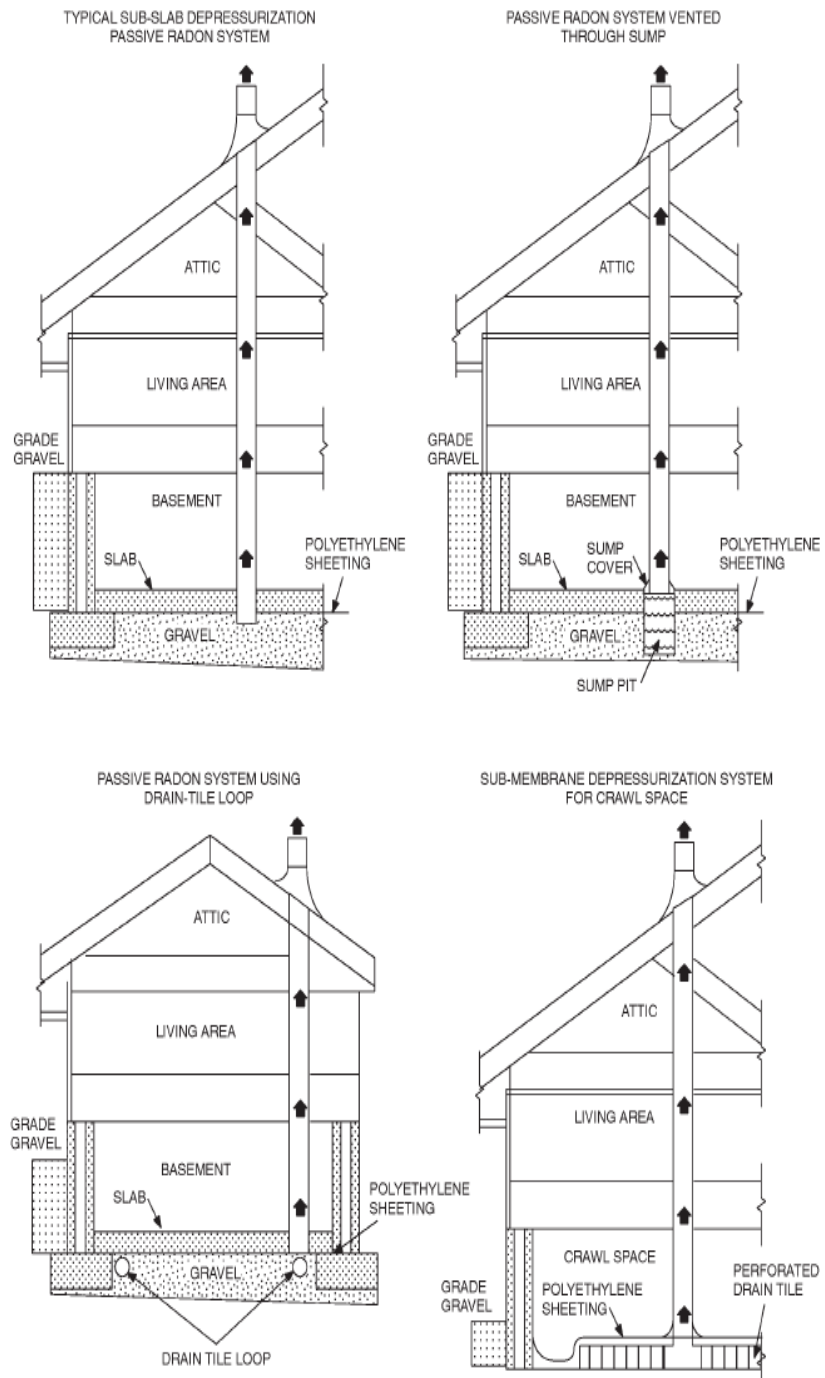 TYPICAL SUB-SLAB DEPRESSURIZATION
PASSIVE RADON SYSTEM
ATTIC
LIVING AREA
GRADE
GRAVEL
BASEMENT
SLAB
POLYETHYLENE
SHEETING
GRAVEL
PASSIVE RADON SYSTEM VENTED
THROUGH SUMP
ATTIC
LIVING AREA
GRADE
GRAVEL
BASEMENT
SLAB
SUMP
COVER
POLYETHYLENE
SHEETING
GRAVEL
SUMP PIT
PASSIVE RADON SYSTEM USING
DRAIN-TILE LOOP
ATTIC
LIVING AREA
GRADE
GRAVEL
BASEMENT
SLAB
POLYETHYLENE
SHEETING
GRAVEL
DRAIN TILE LOOP
SUB-MEMBRANE DEPRESSURIZATION SYSTEM
FOR CRAWL SPACE
ATTIC
LIVING AREA
CRAWL SPACE
GRADE
GRAVEL
POLYETHYLENE
SHEETING
PERFORATED
DRAIN TILE